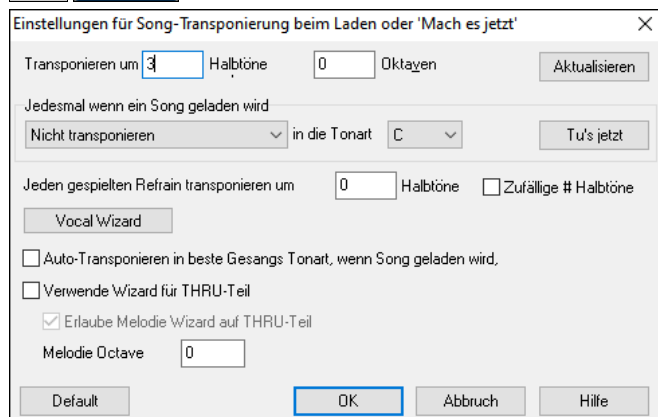 Einstellungen für Song-Transponierung beim Laden oder 'Mach es jetzt'
Transponieren um 3 Halbtöne 0 Oktaven Aktualisieren
Jedesmal wenn ein Song geladen wird
Nicht transponieren in die Tonart C Tu's jetzt
Jeden gespielten Refrain transponieren um 0 Halbtöne Zufällige # Halbtöne
Vocal Wizard
Auto-Transponieren in beste Gesangs Tonart, wenn Song geladen wird,
Verwende Wizard für THRU-Teil
Erlaube Melodie Wizard auf THRU-Teil
Melodie Octave 0
Default OK Abbruch Hilfe